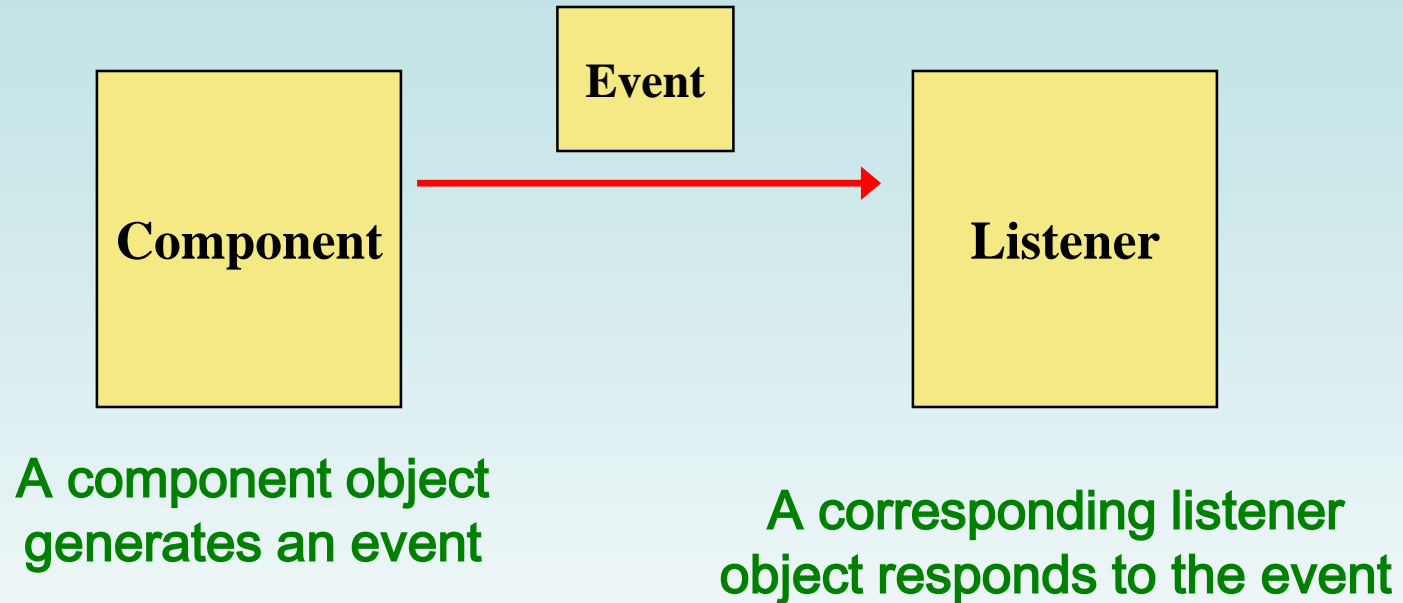 Event
Component
Listener
A component object
generates an event
A corresponding listener
object responds to the event